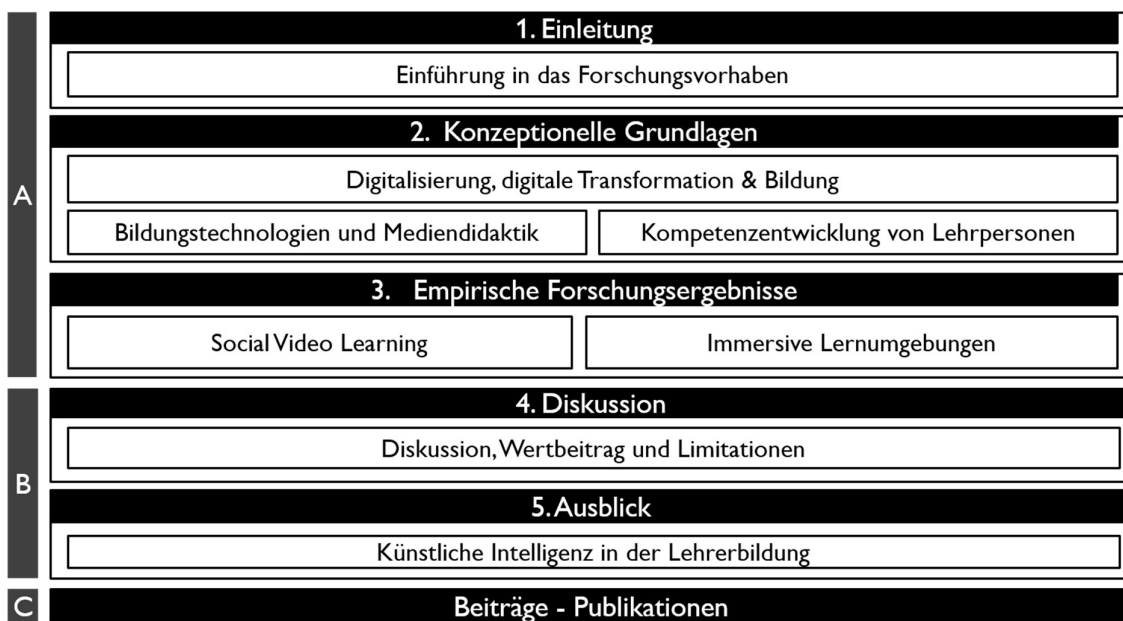 A
1. Einleitung
Einführung in das Forschungsvorhaben
2. Konzeptionelle Grundlagen
Digitalisierung, digitale Transformation & Bildung
Bildungstechnologien und Mediendidaktik
Kompetenzentwicklung von Lehrpersonen
3. Empirische Forschungsergebnisse
Social Video Learning
Immersive Lernumgebungen
B
4. Diskussion
Diskussion, Wertbeitrag und Limitationen
5. Ausblick
Künstliche Intelligenz in der Lehrerbildung
C
Beiträge - Publikationen